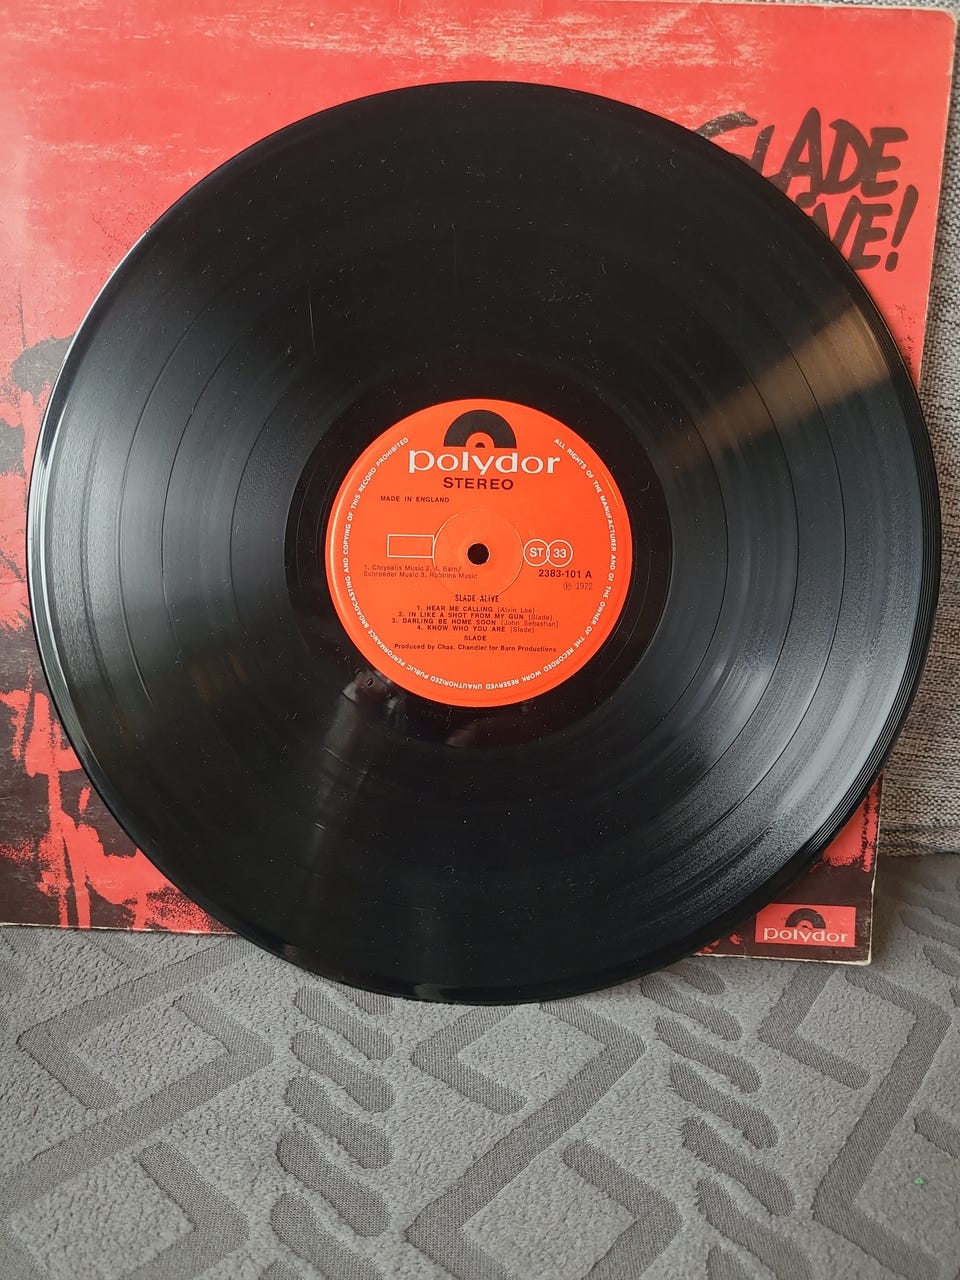 SLADE
ALIVE!
polydor
STEREO
MADE IN ENGLAND
ALL RIGHTS OF THE MANUFACTURER AND OF THE OWNER OF THE RECORDED WORK RESERVED UNAUTHORIZED PUBLIC PERFORMANCE BROADCASTING AND COPYING OF THIS RECORD PROHIBITED
ST 33
2383-101 A
℗ 1972
1. Chrysalis Music 2. 4. Barn/
Schroeder Music 3. Robbins Music
SLADE ALIVE
1. HEAR ME CALLING (Alvin Lee)
2. IN LIKE A SHOT FROM MY GUN (Slade)
3. DARLING BE HOME SOON (John Sebastian)
4. KNOW WHO YOU ARE (Slade)
SLADE
Produced by Chas. Chandler for Barn Productions
polydor